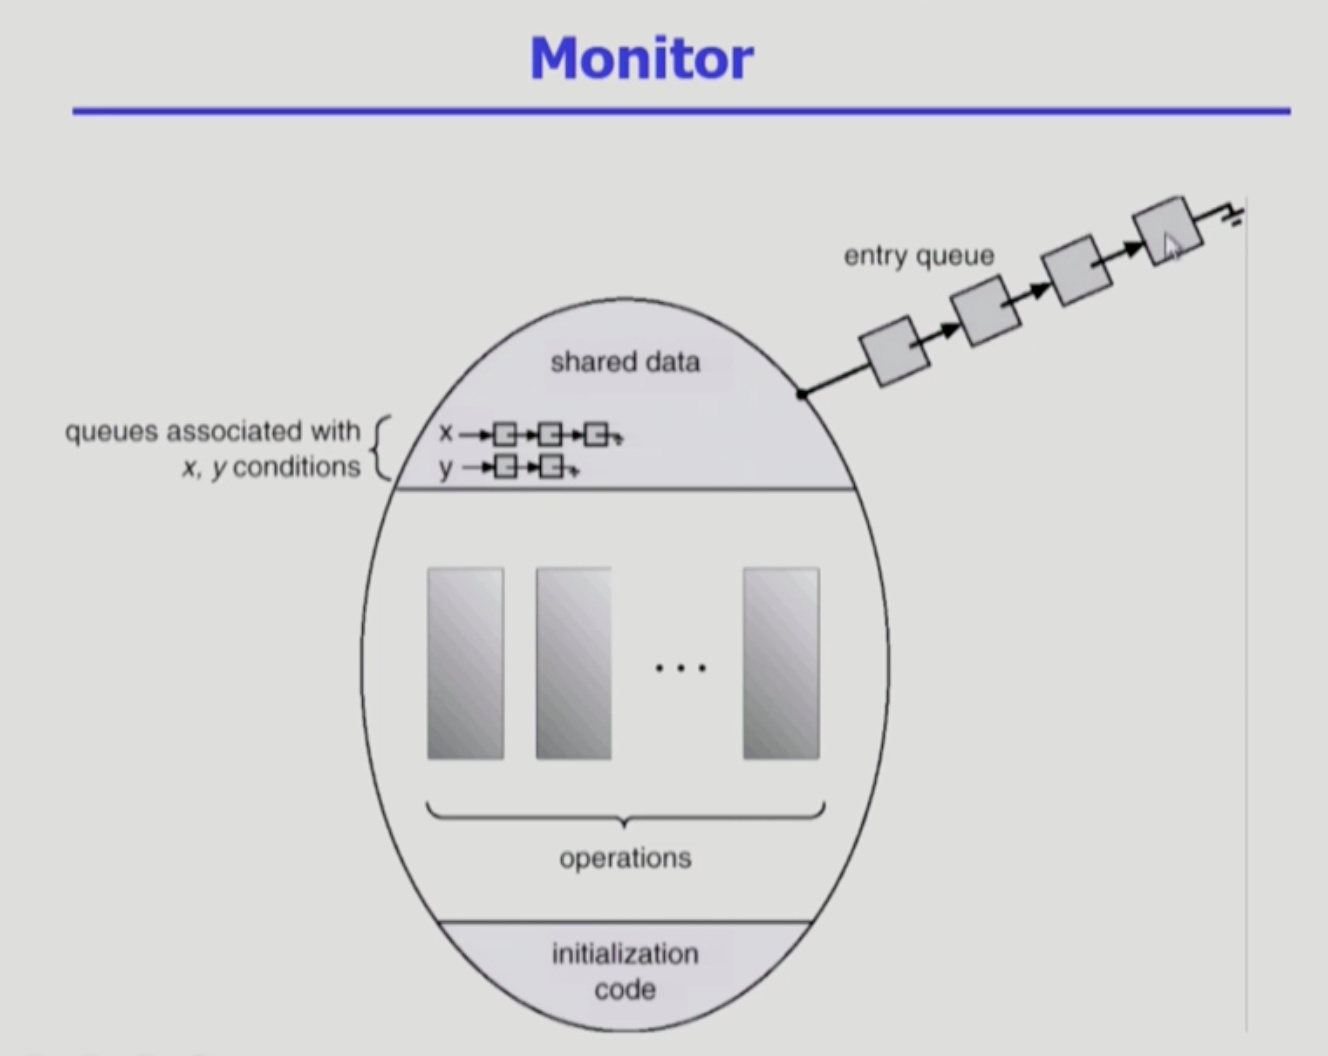 Monitor
entry queue
shared data
queues associated with
x, y conditions
x
y
...
operations
initialization
code